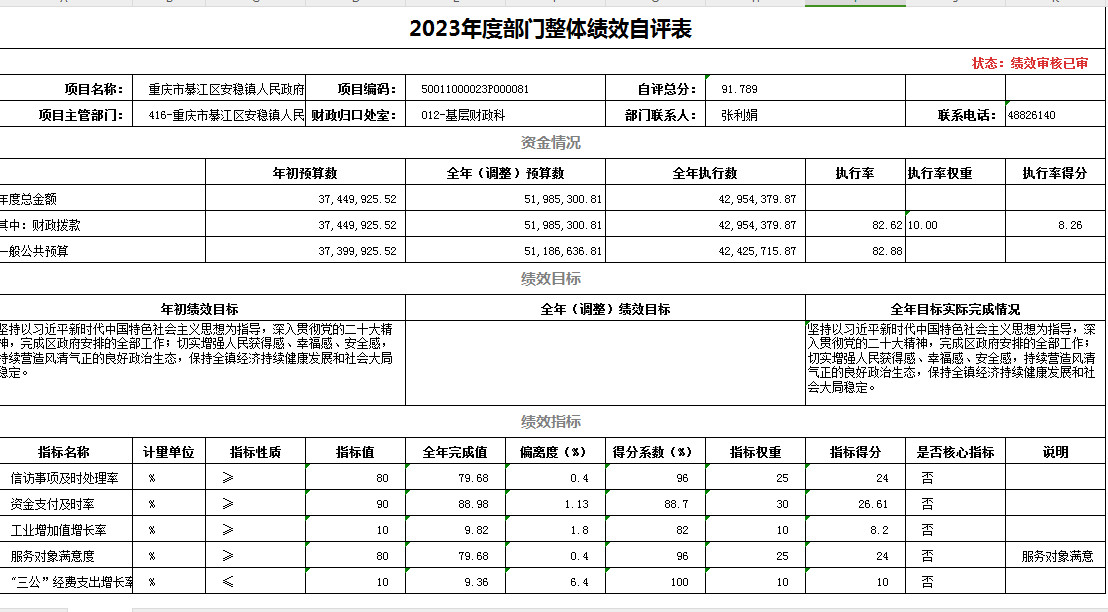 2023年度部门整体绩效自评表
状态：绩效审核已审
项目名称： 重庆市綦江区安稳镇人民政府 项目编码： 50011000023P000081 自评总分： 91.789
项目主管部门： 416-重庆市綦江区安稳镇人民 财政归口处室： 012-基层财政科 部门联系人： 张利娟 联系电话： 48826140
资金情况
年初预算数 全年（调整）预算数 全年执行数 执行率 执行率权重 执行率得分
年度总金额 37,449,925.52 51,985,300.81 42,954,379.87
其中：财政拨款 37,449,925.52 51,985,300.81 42,954,379.87 82.62 10.00 8.26
一般公共预算 37,399,925.52 51,186,636.81 42,425,715.87 82.88
绩效目标
年初绩效目标 全年（调整）绩效目标 全年目标实际完成情况
坚持以习近平新时代中国特色社会主义思想为指导，深入贯彻党的二十大精
神，完成区政府安排的全部工作；切实增强人民获得感、幸福感、安全感，
持续营造风清气正的良好政治生态，保持全镇经济持续健康发展和社会大局
稳定。
坚持以习近平新时代中国特色社会主义思想为指导，深
入贯彻党的二十大精神，完成区政府安排的全部工作；
切实增强人民获得感、幸福感、安全感，持续营造风清
气正的良好政治生态，保持全镇经济持续健康发展和社
会大局稳定。
绩效指标
指标名称 计量单位 指标性质 指标值 全年完成值 偏离度（%） 得分系数（%） 指标权重 指标得分 是否核心指标 说明
信访事项及时处理率 % ≥ 80 79.68 0.4 96 25 24 否
资金支付及时率 % ≥ 90 88.98 1.13 88.7 30 26.61 否
工业增加值增长率 % ≥ 10 9.82 1.8 82 10 8.2 否
服务对象满意度 % ≥ 80 79.68 0.4 96 25 24 否 服务对象满意
“三公”经费支出增长率 % ≤ 10 9.36 6.4 100 10 10 否